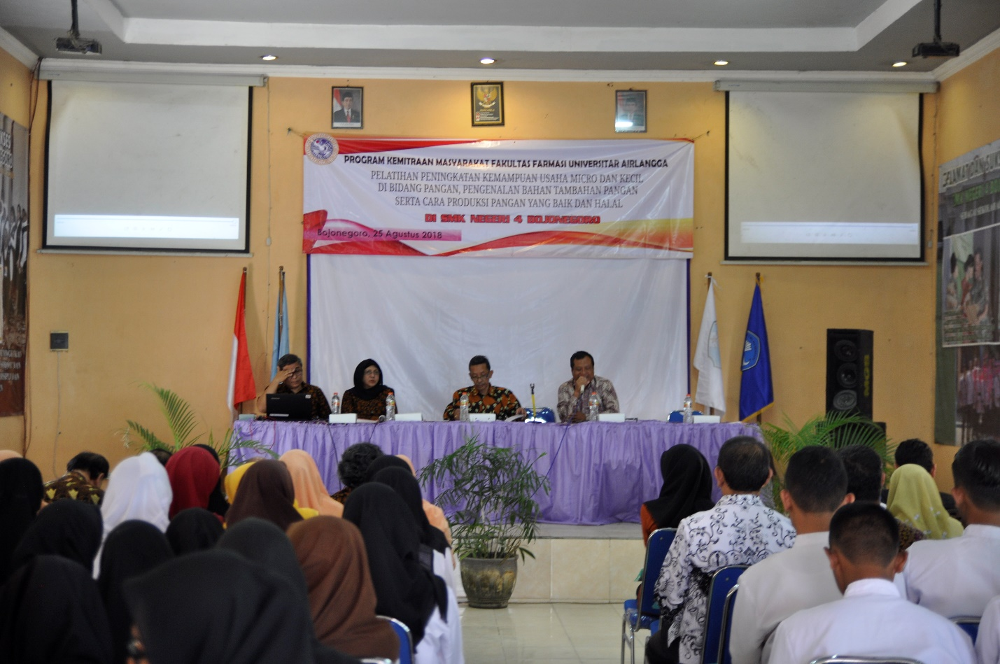 PROGRAM KEMITRAAN MASYARAKAT FAKULTAS FARMASI UNIVERSITAR AIRLANGGA
PELATIHAN PENINGKATAN KEMAMPUAN USAHA MICRO DAN KECIL
DI BIDANG PANGAN, PENGENALAN BAHAN TAMBAHAN PANGAN
SERTA CARA PRODUKSI PANGAN YANG BAIK DAN HALAL
DI SMK NEGERI 4 BOJONEGORO
Bojonegoro, 25 Agustus 2018